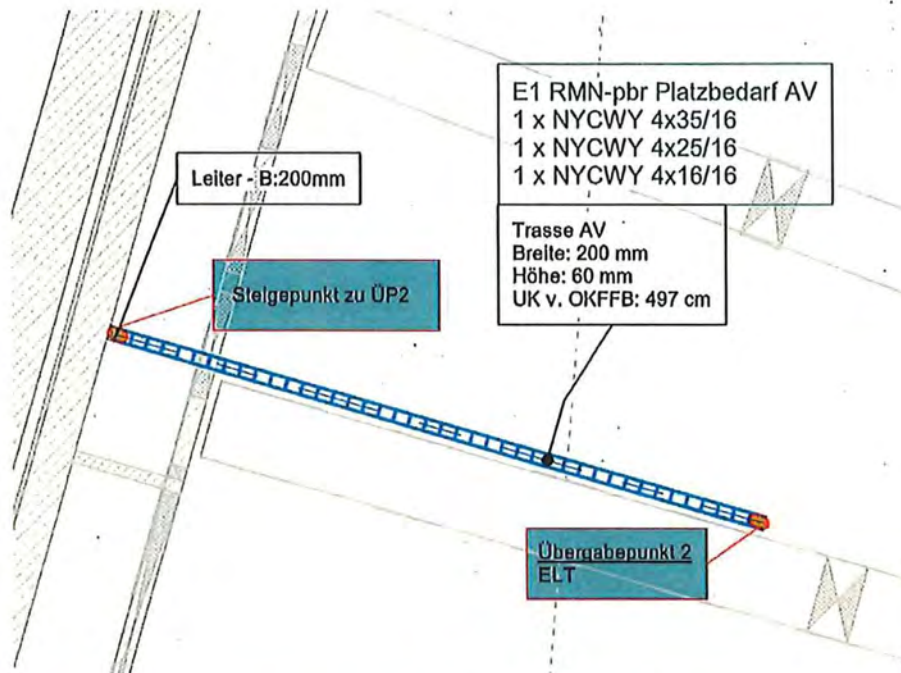 E1 RMN-pbr Platzbedarf AV
1 x NYCWY 4x35/16
1 x NYCWY 4x25/16
1 x NYCWY 4x16/16
Leiter - B:200mm
Trasse AV
Breite: 200 mm
Höhe: 60 mm
UK v. OKFFB: 497 cm
Steigepunkt zu ÜP2
Übergabepunkt 2
ELT